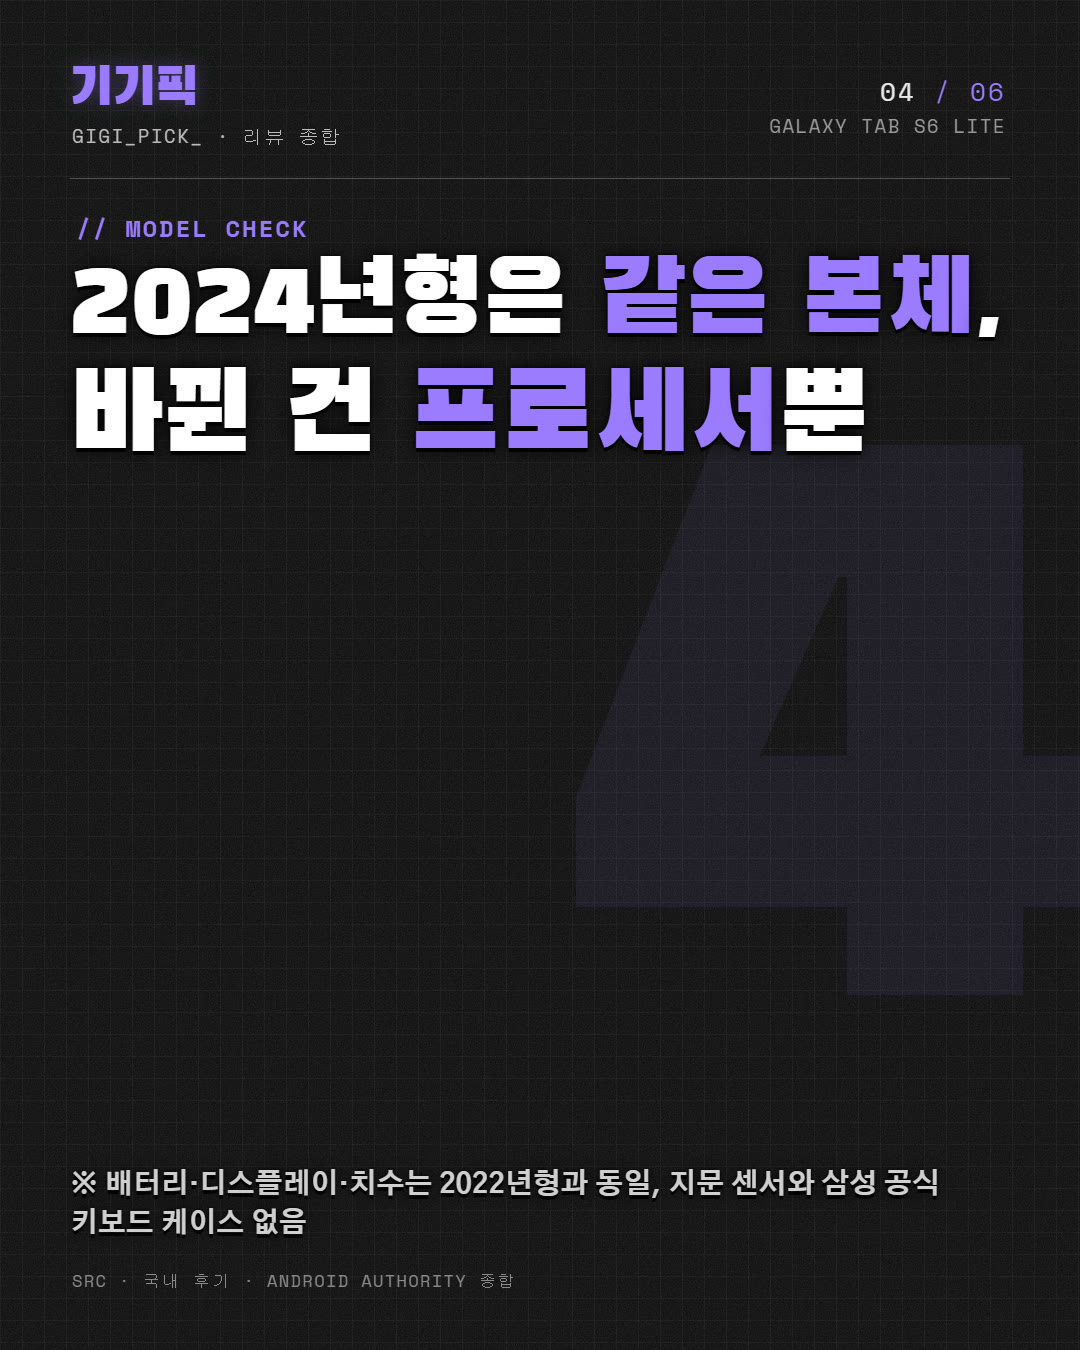 기기픽
GIGI_PICK_ · 리뷰 종합
04 / 06
GALAXY TAB S6 LITE
// MODEL CHECK
2024년형은 같은 본체,
바뀐 건 프로세서뿐
4
※ 배터리·디스플레이·치수는 2022년형과 동일, 지문 센서와 삼성 공식
키보드 케이스 없음
SRC · 국내 후기 · ANDROID AUTHORITY 종합